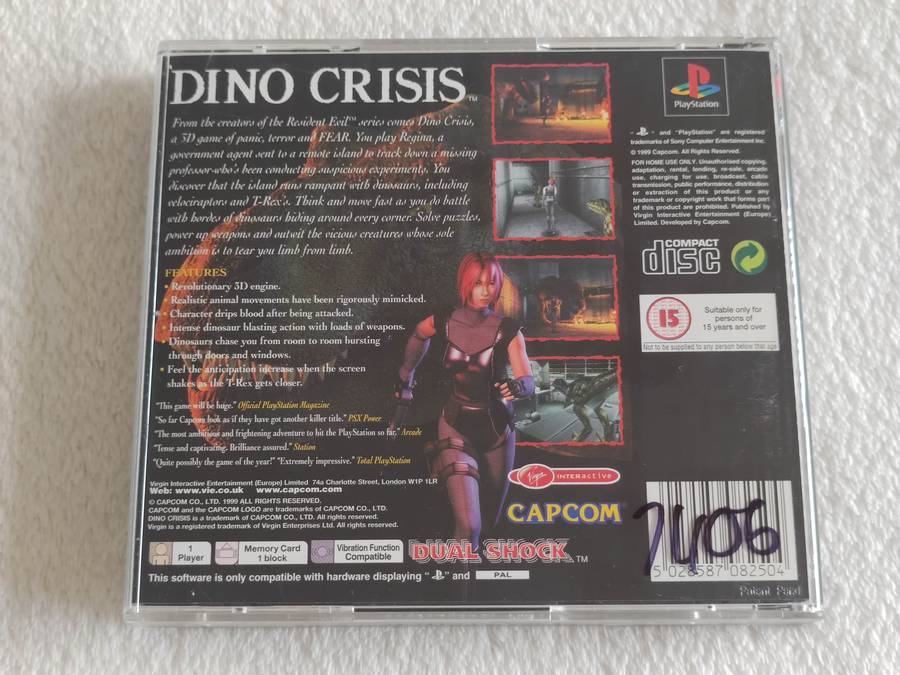 DINO CRISIS™
From the creators of the Resident Evil™ series comes Dino Crisis,
a 3D game of panic, terror and FEAR. You play Regina, a
government agent sent to a remote island to track down a missing
professor who's been conducting suspicious experiments. You
discover that the island runs rampant with dinosaurs, including
velociraptors and T-Rex's. Think and move fast as you do battle
with hordes of dinosaurs hiding around every corner. Solve puzzles,
power up weapons and outwit the vicious creatures whose sole
ambition is to tear you limb from limb.
FEATURES
• Revolutionary 3D engine.
• Realistic animal movements have been rigorously mimicked.
• Character drips blood after being attacked.
• Intense dinosaur blasting action with loads of weapons.
• Dinosaurs chase you from room to room bursting
through doors and windows.
• Feel the anticipation increase when the screen
shakes as the T-Rex gets closer.
"This game will be huge." Official PlayStation Magazine
"So far Capcom look as if they have got another killer title." PSX Power
"The most ambitious and frightening adventure to hit the PlayStation so far." Arcade
"Tense and captivating. Brilliance assured." Station
"Quite possibly the game of the year!" "Extremely impressive." Total PlayStation
Virgin Interactive Entertainment (Europe) Limited 74a Charlotte Street, London W1P 1LR
Web: www.vie.co.uk www.capcom.com
© CAPCOM CO., LTD. 1999 ALL RIGHTS RESERVED.
CAPCOM and the CAPCOM LOGO are trademarks of CAPCOM CO., LTD.
DINO CRISIS is a trademark of CAPCOM CO., LTD. All rights reserved.
Virgin is a registered trademark of Virgin Enterprises Ltd. All rights reserved.
1
Player
Memory Card
1 block
Vibration Function
Compatible
DUAL SHOCK™
This software is only compatible with hardware displaying " " and PAL
PlayStation
" " and "PlayStation" are registered
trademarks of Sony Computer Entertainment Inc.
© 1999 Capcom. All Rights Reserved.
FOR HOME USE ONLY. Unauthorised copying,
adaptation, rental, lending, re-sale, arcade
use, charging for use, broadcast, cable
transmission, public performance, distribution
or extraction of this product or any
trademark or copyright work that forms part
of this product are prohibited. Published by
Virgin Interactive Entertainment (Europe)
Limited. Developed by Capcom.
COMPACT
disc
15
Suitable only for
persons of
15 years and over
Not to be supplied to any person below that age
Virgin INTERactive
CAPCOM
7406
5 028587 082504
Patent Pend